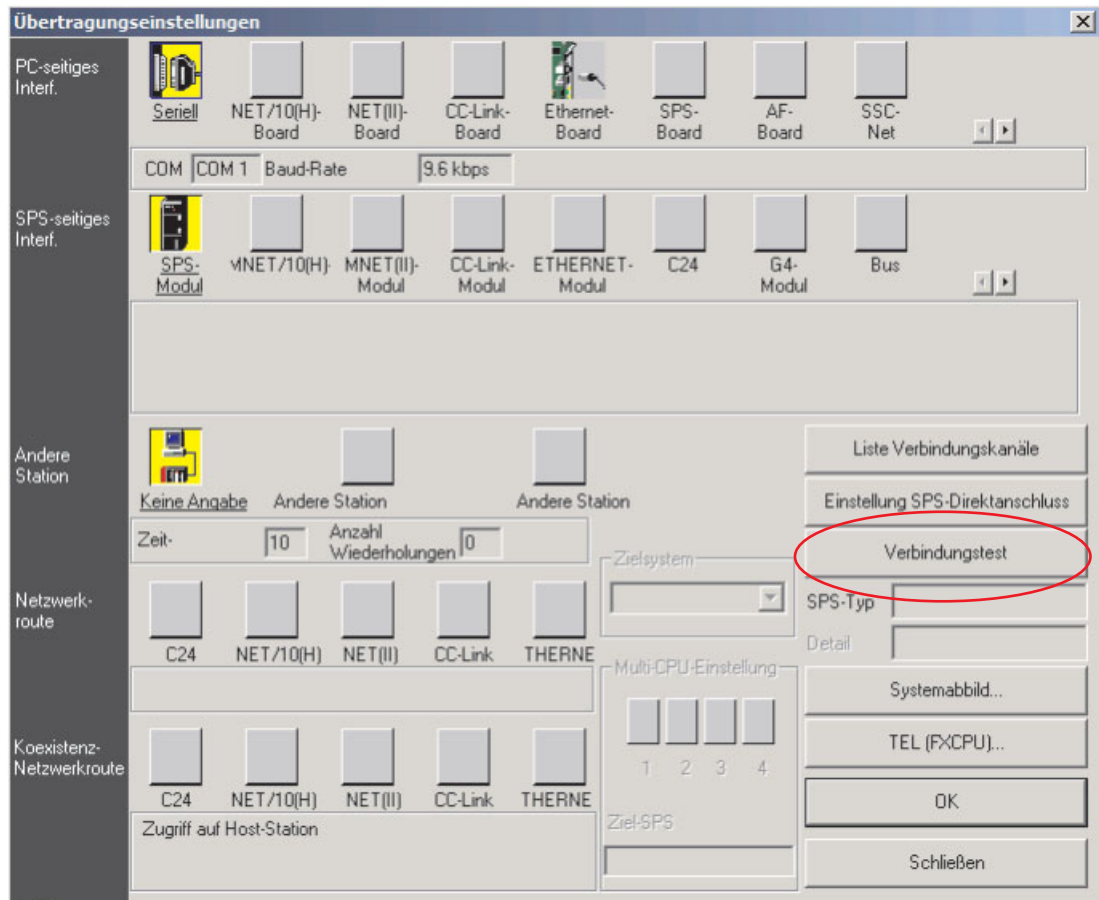 Übertragungseinstellungen
PC-seitiges
Interf.
Seriell
NET/10(H)-
Board
NET(II)-
Board
CC-Link-
Board
Ethernet-
Board
SPS-
Board
AF-
Board
SSC-
Net
COM COM 1 Baud-Rate 9.6 kbps
SPS-seitiges
Interf.
SPS-
Modul
MNET/10(H)-
MNET(II)-
Modul
CC-Link-
Modul
ETHERNET-
Modul
C24
G4-
Modul
Bus
Andere
Station
Keine Angabe
Andere Station
Andere Station
Zeit- 10
Anzahl
Wiederholungen 0
Liste Verbindungskanäle
Einstellung SPS-Direktanschluss
Verbindungstest
Zielsystem
SPS-Typ
Detail
Netzwerk-
route
C24 NET/10(H) NET(II) CC-Link THERNE
Multi-CPU-Einstellung
1 2 3 4
Ziel-SPS
Systemabbild...
TEL (FXCPU)...
OK
Schließen
Koexistenz-
Netzwerkroute
C24 NET/10(H) NET(II) CC-Link THERNE
Zugriff auf Host-Station